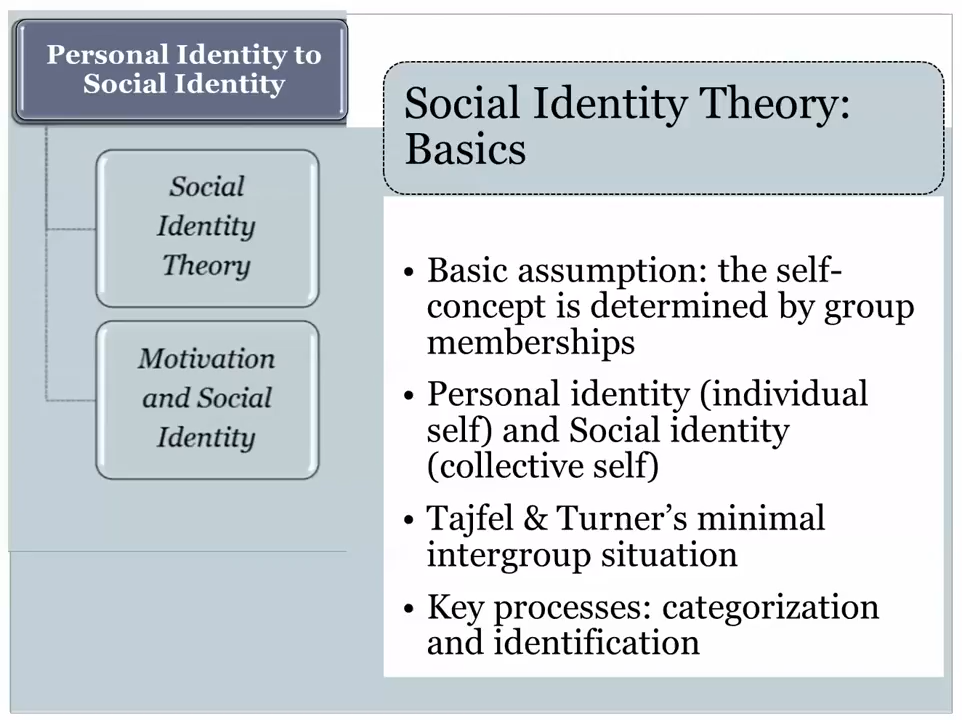 Personal Identity to
Social Identity
Social
Identity
Theory
Motivation
and Social
Identity
Social Identity Theory:
Basics
• Basic assumption: the self-
concept is determined by group
memberships
• Personal identity (individual
self) and Social identity
(collective self)
• Tajfel & Turner’s minimal
intergroup situation
• Key processes: categorization
and identification